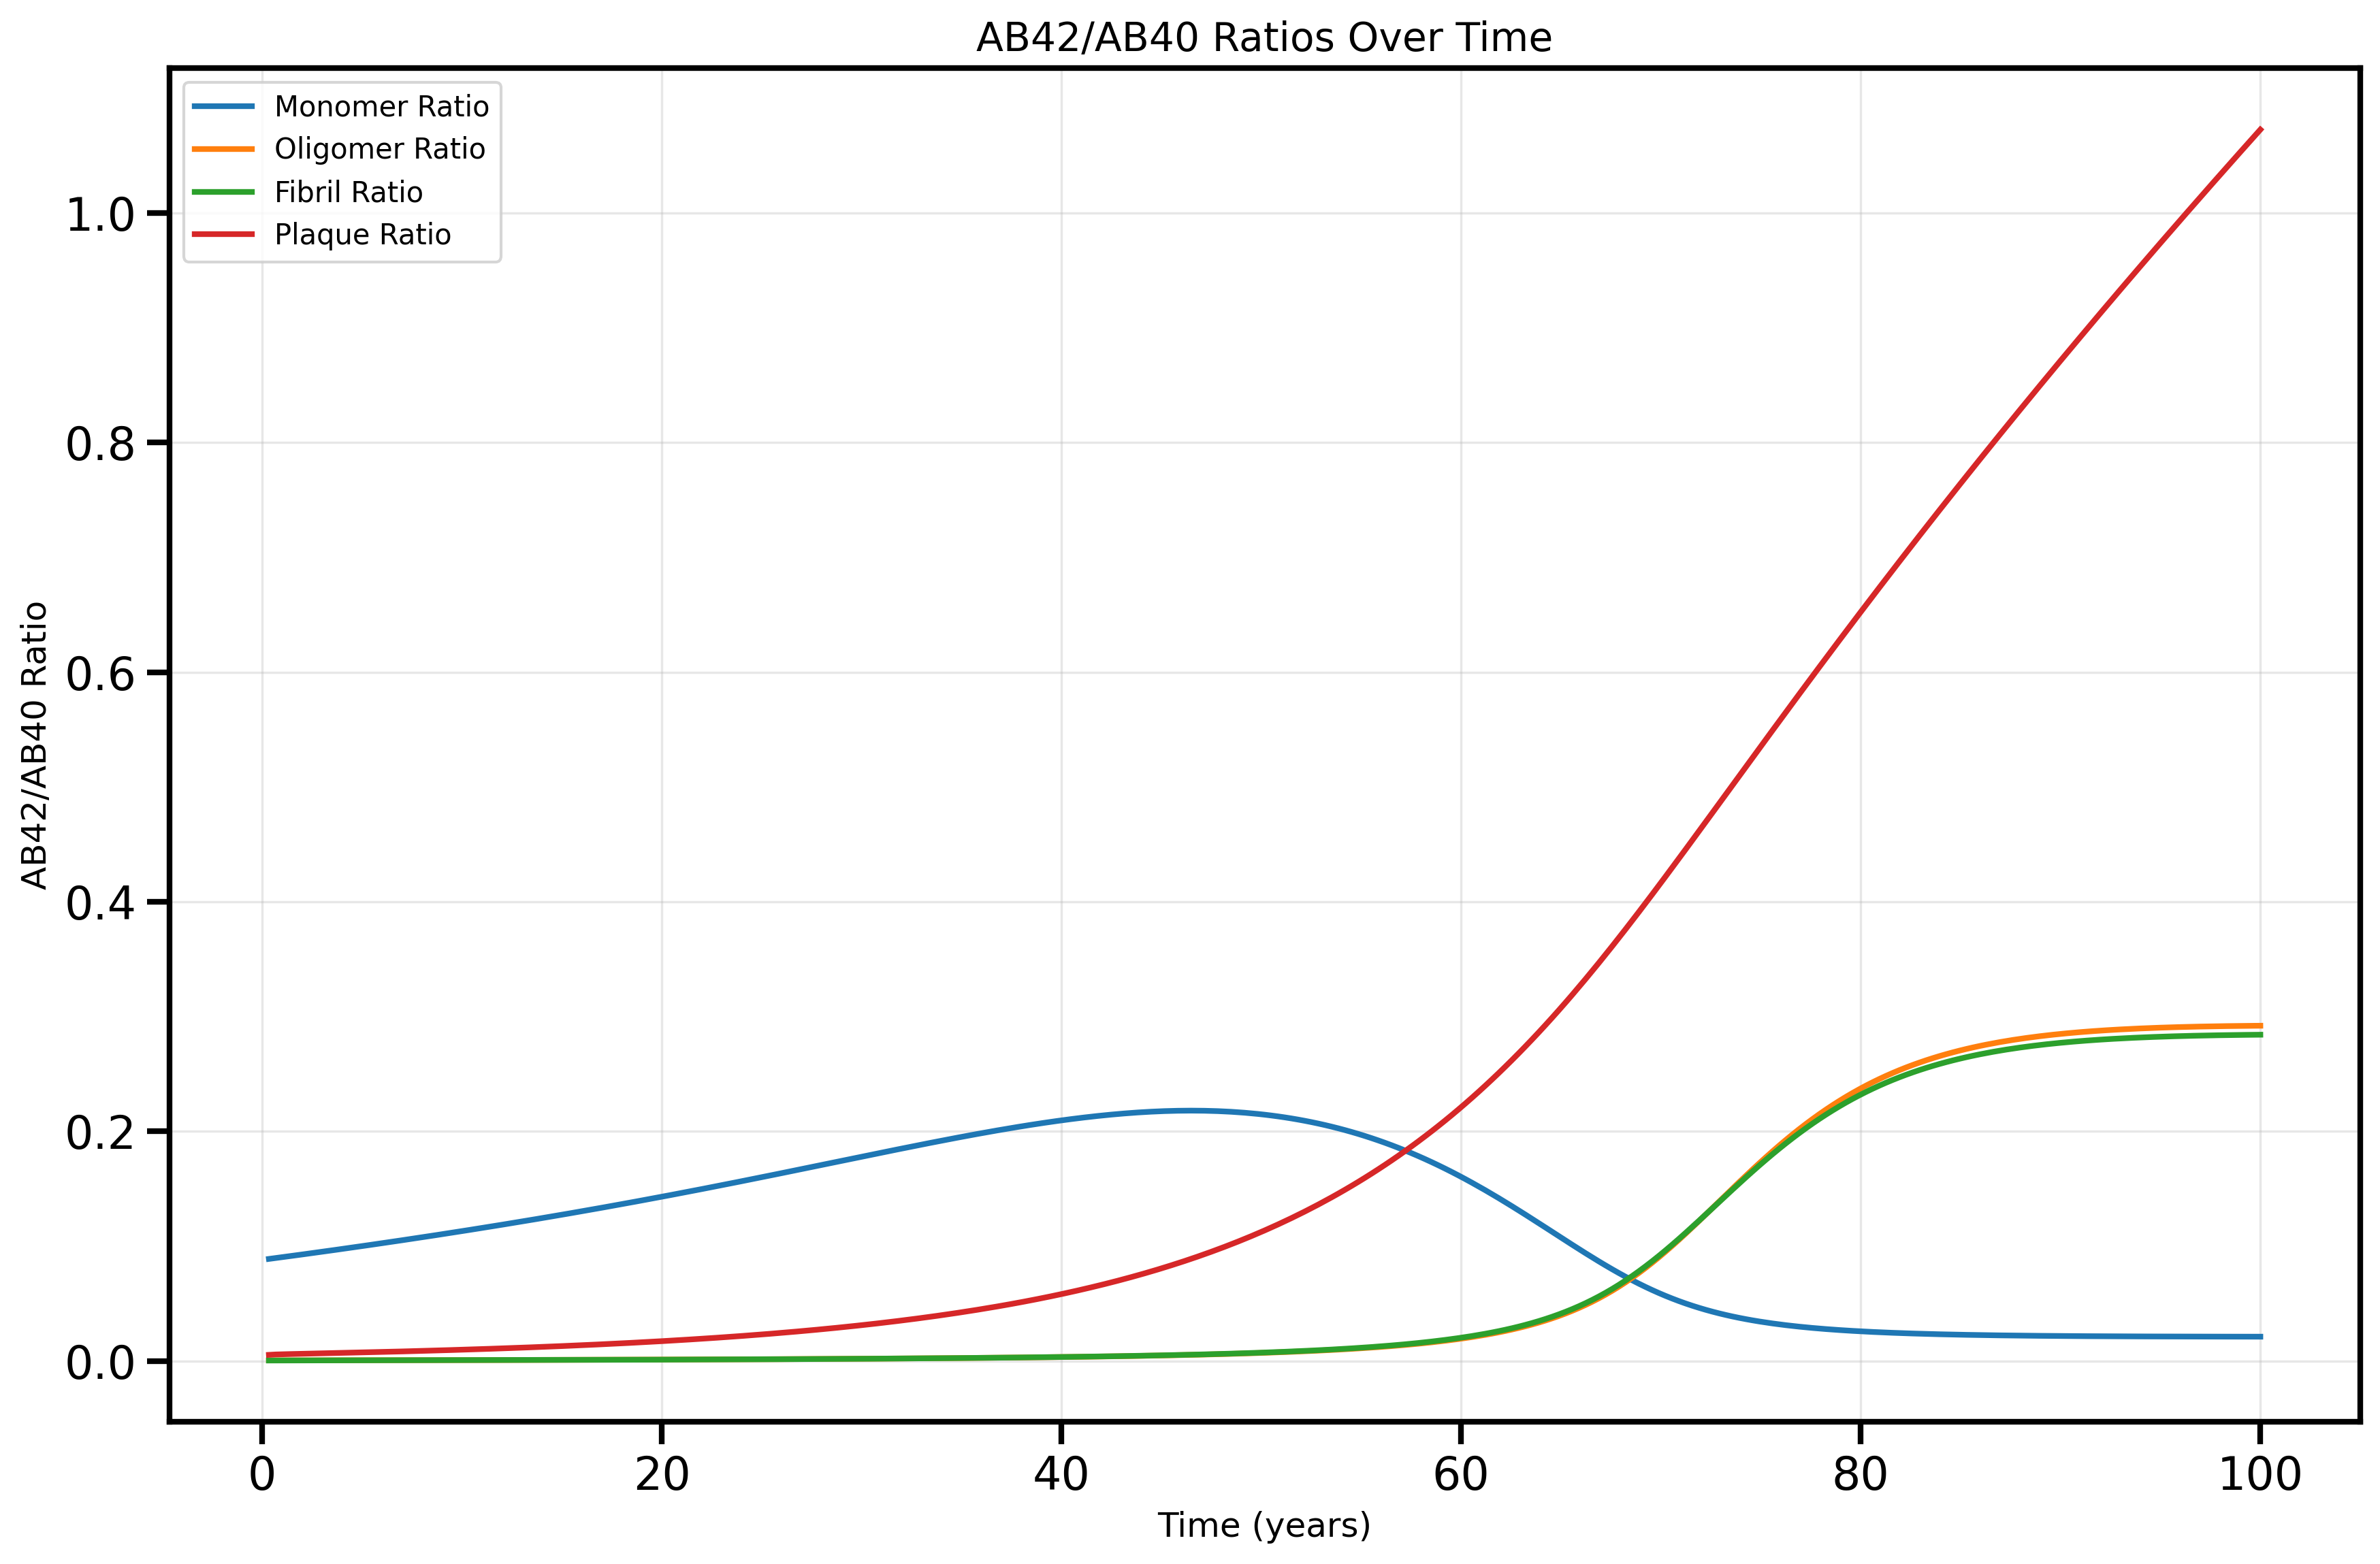 AB42/AB40 Ratios Over Time
Monomer Ratio
Oligomer Ratio
Fibril Ratio
Plaque Ratio
AB42/AB40 Ratio
1.0
0.8
0.6
0.4
0.2
0.0
0 20 40 60 80 100
Time (years)